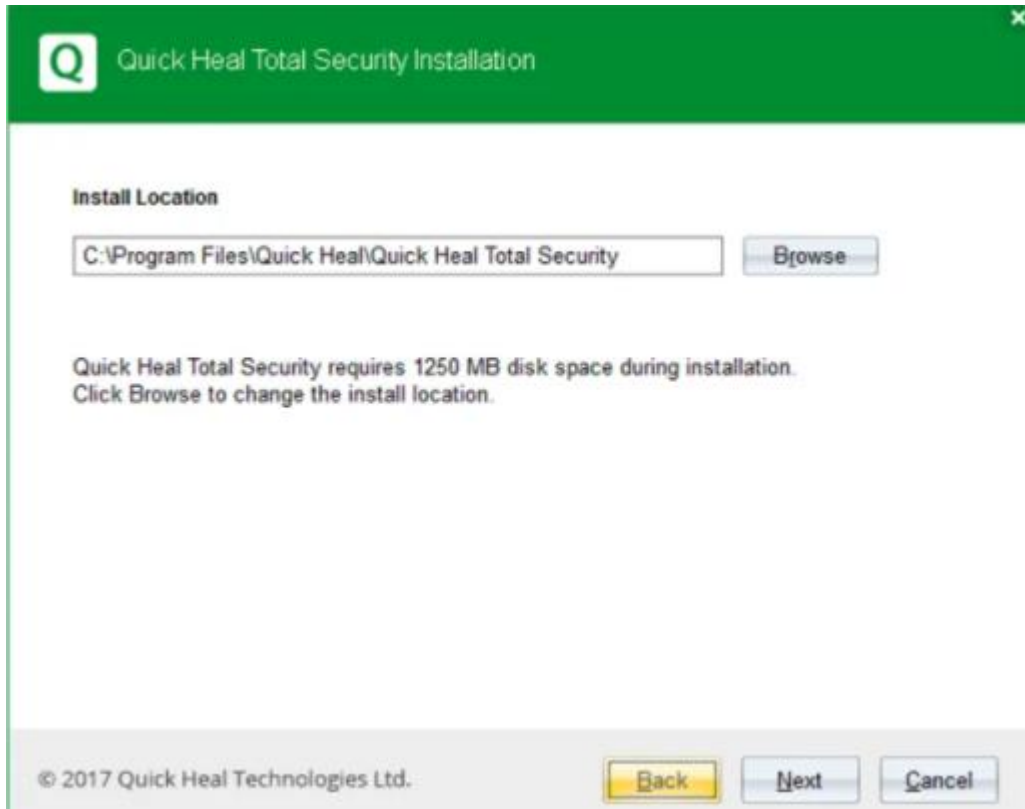 Q
Quick Heal Total Security Installation
Install Location
C:\Program Files\Quick Heal\Quick Heal Total Security
Browse
Quick Heal Total Security requires 1250 MB disk space during installation.
Click Browse to change the install location.
© 2017 Quick Heal Technologies Ltd.
Back
Next
Cancel